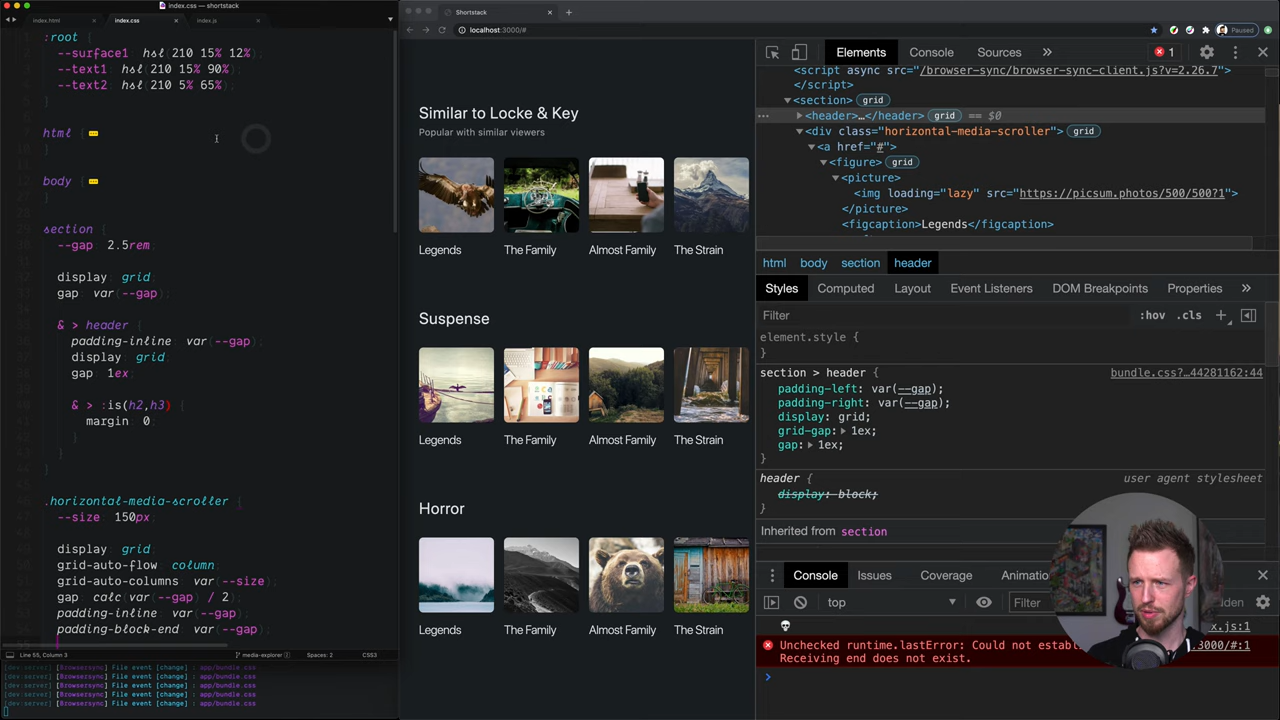 index.css — shortstack
index.html
index.css
index.js
:root {
--surface1 hsl(210 15% 12%)
--text1 hsl(210 15% 90%)
--text2 hsl(210 5% 65%)
html {
body {
section {
--gap 2.5rem
display grid
gap var(--gap)
& > header {
padding-inline var(--gap)
display grid
gap 1ex
& > :is(h2,h3) {
margin 0
.horizontal-media-scroller {
--size 150px
display grid
grid-auto-flow column
grid-auto-columns var(--size)
gap calc(var(--gap) / 2)
padding-inline var(--gap)
padding-block-end var(--gap)
Line 55, Column 3
media-explorer
Spaces: 2
CSS3
[dev:server] [Browsersync] File event [change] : app/bundle.css
[dev:server] [Browsersync] File event [change] : app/bundle.css
[dev:server] [Browsersync] File event [change] : app/bundle.css
[dev:server] [Browsersync] File event [change] : app/bundle.css
[dev:server] [Browsersync] File event [change] : app/bundle.css
Shortstack
localhost:3000/#
Paused
Similar to Locke & Key
Popular with similar viewers
Legends
The Family
Almost Family
The Strain
Suspense
Legends
The Family
Almost Family
The Strain
Horror
Legends
The Family
Almost Family
The Strain
Elements
Console
Sources
1
<script async src="/browser-sync/browser-sync-client.js?v=2.26.7">
</script>
<section> grid
<header>…</header> grid == $0
<div class="horizontal-media-scroller"> grid
<a href="#">
<figure> grid
<picture>
<img loading="lazy" src="https://picsum.photos/500/500?1">
</picture>
<figcaption>Legends</figcaption>
html
body
section
header
Styles
Computed
Layout
Event Listeners
DOM Breakpoints
Properties
Filter
:hov
.cls
element.style {
}
section > header {
bundle.css?…44281162:44
padding-left: var(--gap);
padding-right: var(--gap);
display: grid;
grid-gap: 1ex;
gap: 1ex;
}
header {
user agent stylesheet
display: block;
}
Inherited from section
Console
Issues
Coverage
top
Filter
x.js:1
Unchecked runtime.lastError: Could not
3000/#:1
Receiving end does not exist.